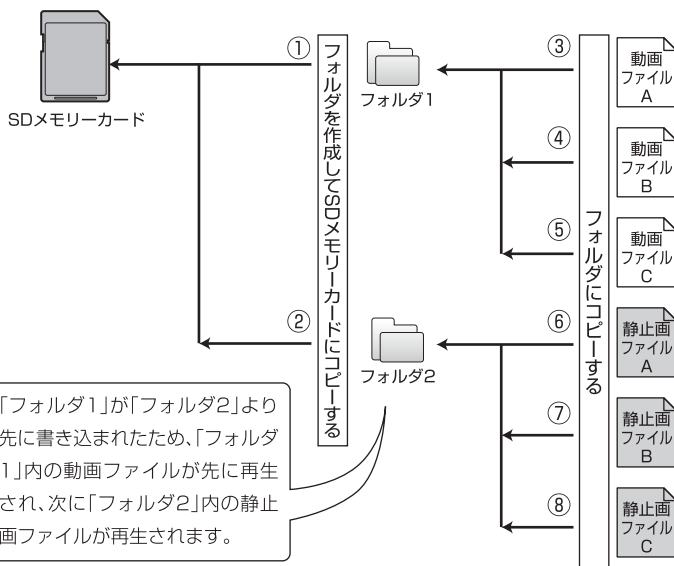 SDメモリーカード
①
②
フォルダを作成してSDメモリーカードにコピーする
フォルダ1
フォルダ2
③
④
⑤
⑥
⑦
⑧
フォルダにコピーする
動画
ファイル
A
動画
ファイル
B
動画
ファイル
C
静止画
ファイル
A
静止画
ファイル
B
静止画
ファイル
C
「フォルダ1」が「フォルダ2」より
先に書き込まれたため、「フォルダ
1」内の動画ファイルが先に再生
され、次に「フォルダ2」内の静止
画ファイルが再生されます。